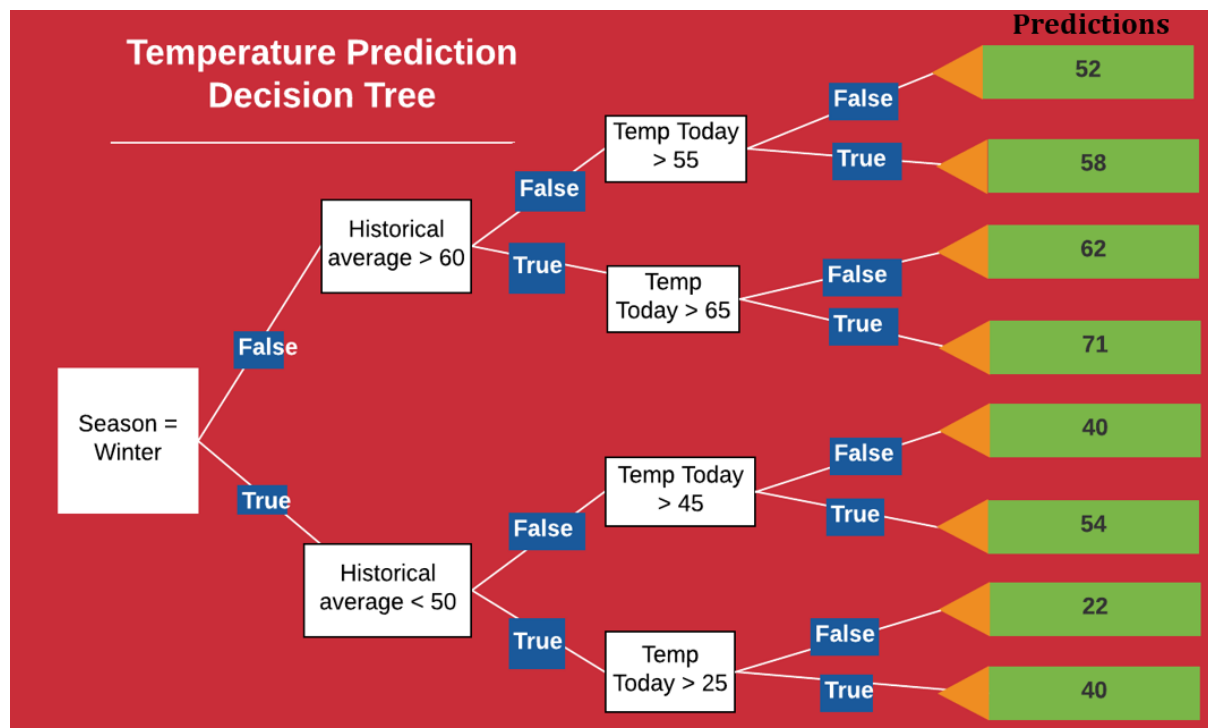 Predictions
Temperature Prediction
Decision Tree
52
False
Temp Today
> 55
True
58
False
Historical
average > 60
True
62
False
Temp
Today > 65
True
71
False
Season =
Winter
40
False
Temp Today
> 45
True
54
True
False
Historical
average < 50
22
False
True
Temp
Today > 25
True
40